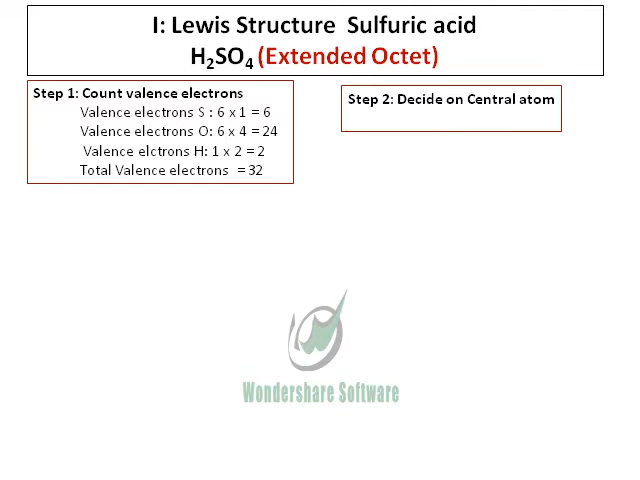 I: Lewis Structure  Sulfuric acid
H₂SO₄ (Extended Octet)
Step 1: Count valence electrons
Valence electrons S : 6 x 1 = 6
Valence electrons O: 6 x 4 = 24
Valence elctrons H: 1 x 2 = 2
Total Valence electrons  = 32
Step 2: Decide on Central atom
Wondershare Software